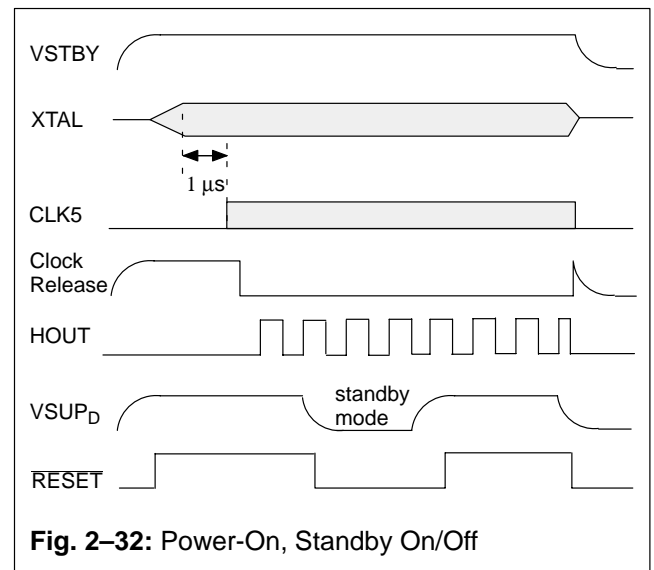 VSTBY
XTAL
1 μs
CLK5
Clock
Release
HOUT
VSUPD
standby
mode
RESET
Fig. 2–32: Power-On, Standby On/Off